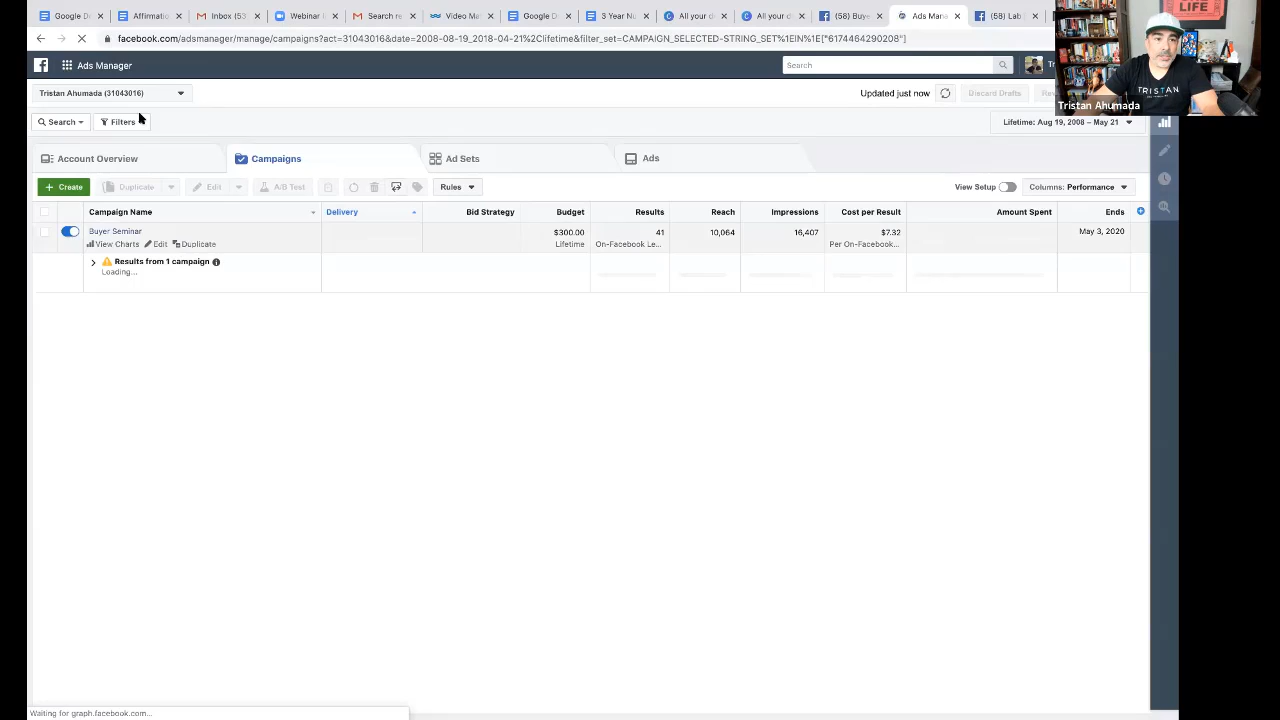 Google D
Affirmatio
Inbox (53
Webinar
Search re
Video Ma
Google D
3 Year Nu
All your d
All your d
(58) Buye
Ads Mana
(58) Lab
facebook.com/adsmanager/manage/campaigns?act=31043016&date=2008-08-19_2018-04-21%2Clifetime&filter_set=CAMPAIGN_SELECTED-STRING_SET%1EIN%1E["6174464290208"]
LIFE
TRISTAN
Tristan Ahumada
Ads Manager
Search
Tristan Ahumada (31043016)
Updated just now
Discard Drafts
Search
Filters
Lifetime: Aug 19, 2008 – May 21
Account Overview
Campaigns
Ad Sets
Ads
+ Create
Duplicate
Edit
A/B Test
Rules
View Setup
Columns: Performance
Campaign Name
Delivery
Bid Strategy
Budget
Results
Reach
Impressions
Cost per Result
Amount Spent
Ends
Buyer Seminar
$300.00
41
10,064
16,407
$7.32
May 3, 2020
View Charts
Edit
Duplicate
Lifetime
On-Facebook Le...
Per On-Facebook...
Results from 1 campaign
Loading...
Waiting for graph.facebook.com...